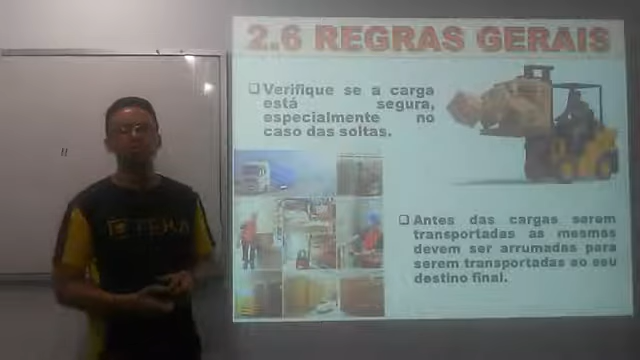 2.6 REGRAS GERAIS
❑ Verifique se a carga
está segura,
especialmente no
caso das soltas.
❑ Antes das cargas serem
transportadas as mesmas
devem ser arrumadas para
serem transportadas ao seu
destino final.